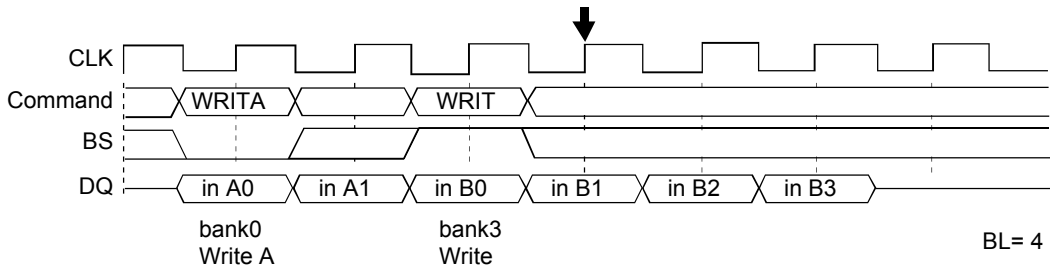 CLK
Command WRITA WRIT
BS
DQ in A0 in A1 in B0 in B1 in B2 in B3
bank0 bank3
Write A Write BL= 4